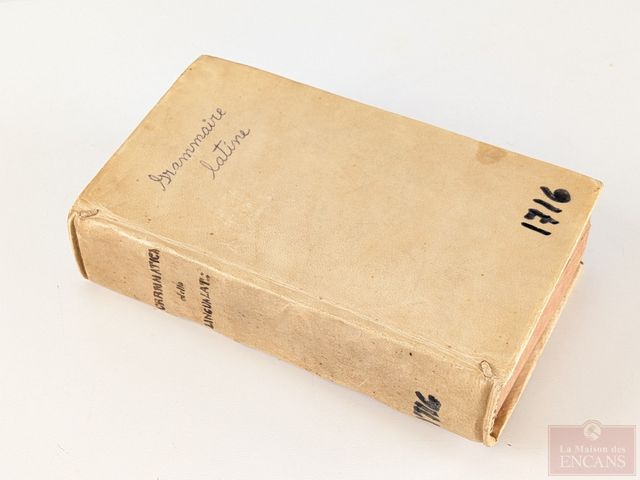 Grammaire
latine
1716
GRAMMATICA
della
LINGUA LAT:
1716
La Maison des
ENCANS